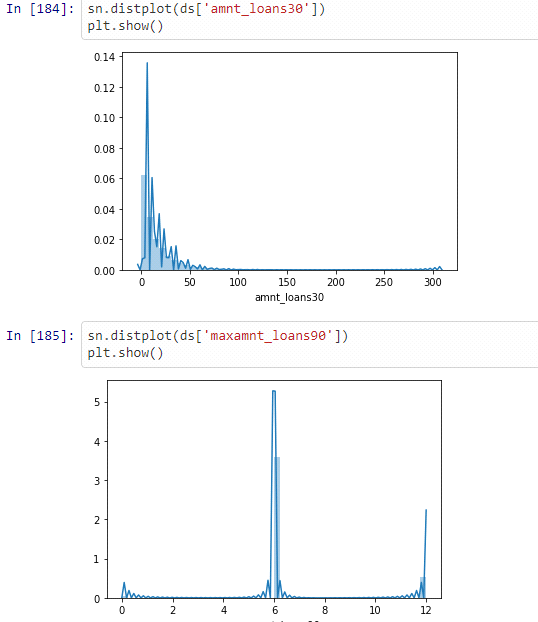 In [184]: sn.distplot(ds['amnt_loans30'])
plt.show()
0.14
0.12
0.10
0.08
0.06
0.04
0.02
0.00
0 50 100 150 200 250 300
amnt_loans30
In [185]: sn.distplot(ds['maxamnt_loans90'])
plt.show()
5
4
3
2
1
0
0 2 4 6 8 10 12